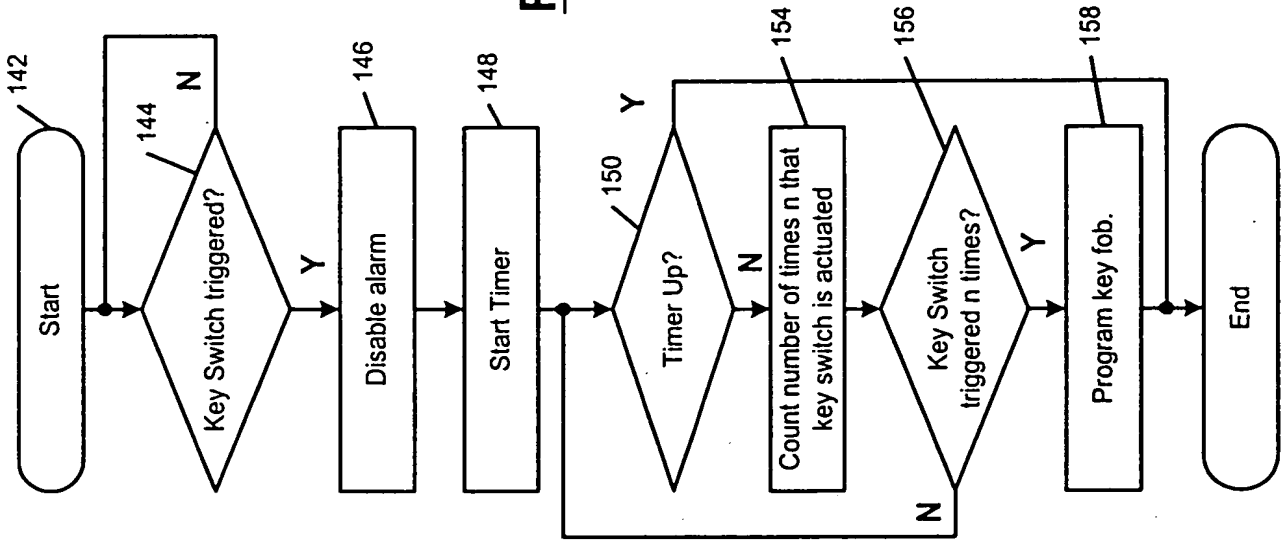 Start
142
Key Switch triggered?
144
N
Y
Disable alarm
146
Start Timer
148
Timer Up?
150
Y
N
Count number of times n that
key switch is actuated
154
Key Switch
triggered n times?
156
N
Y
Program key fob.
158
End